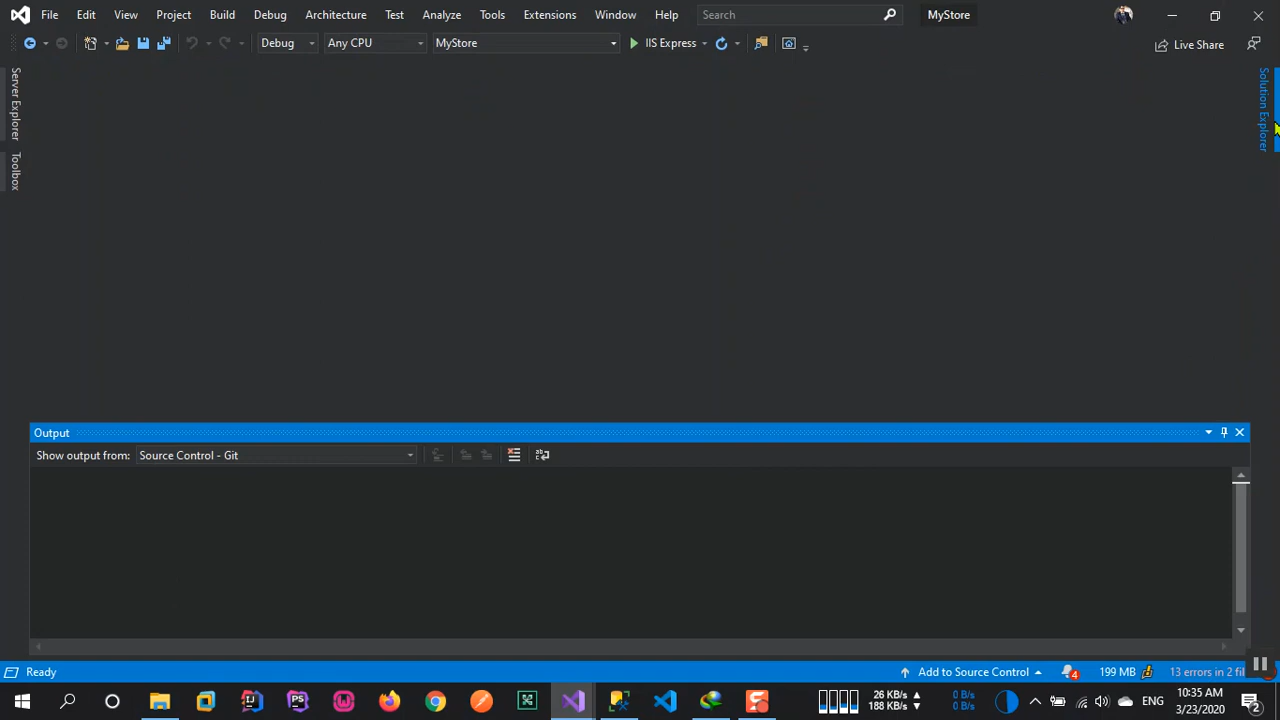 File Edit View Project Build Debug Architecture Test Analyze Tools Extensions Window Help Search MyStore
Debug Any CPU MyStore IIS Express Live Share
Server Explorer
Toolbox
Solution Explorer
Output
Show output from: Source Control - Git
Ready Add to Source Control 4 199 MB 13 errors in 2 fil
26 KB/s 0 B/s 10:35 AM
188 KB/s 0 B/s ENG 3/23/2020 2